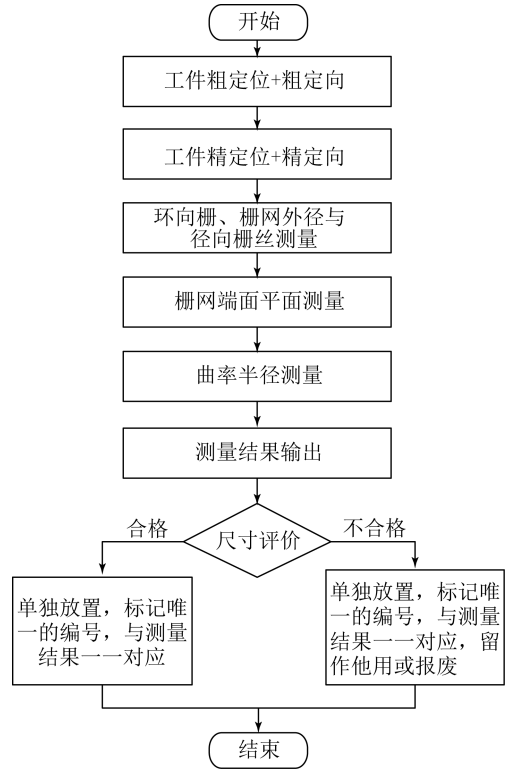 开始
工件粗定位+粗定向
工件精定位+精定向
环向栅、栅网外径与
径向栅丝测量
栅网端面平面测量
曲率半径测量
测量结果输出
尺寸评价
合格
不合格
单独放置，标记唯
一的编号，与测量
结果一一对应
单独放置，标记唯
一的编号，与测量
结果一一对应，留
作他用或报废
结束